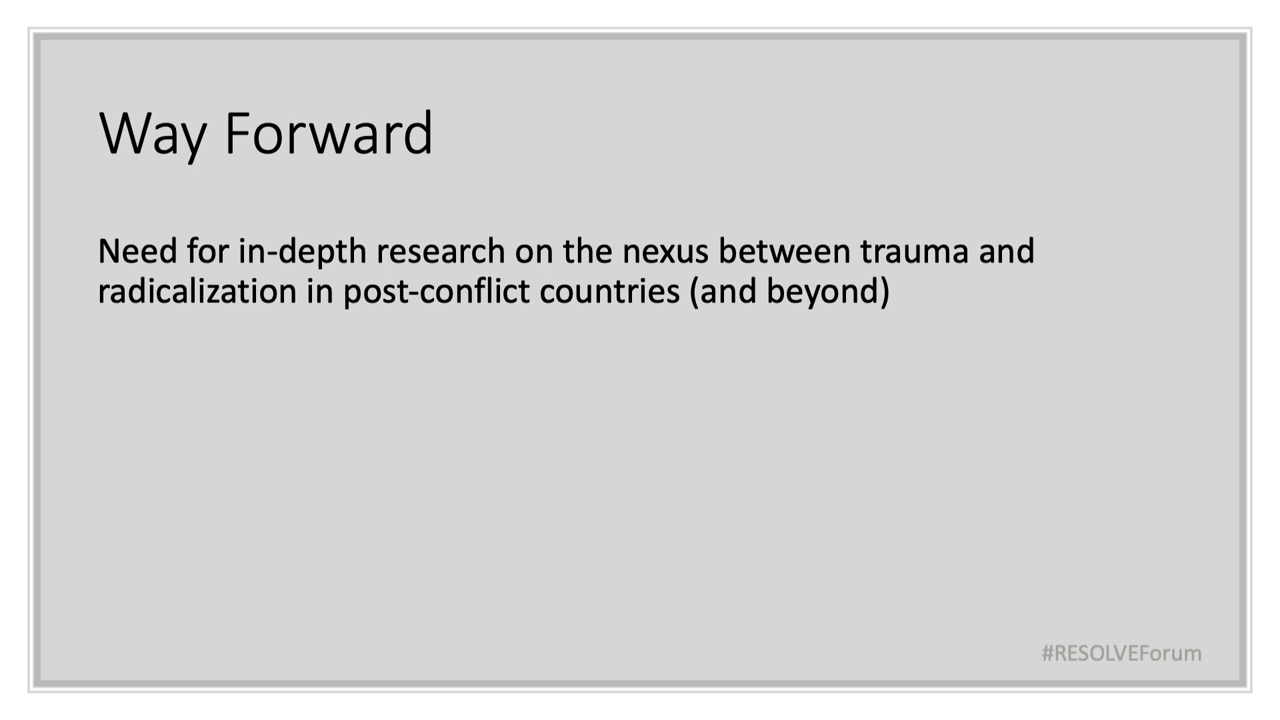 Way Forward
Need for in-depth research on the nexus between trauma and
radicalization in post-conflict countries (and beyond)
#RESOLVEForum